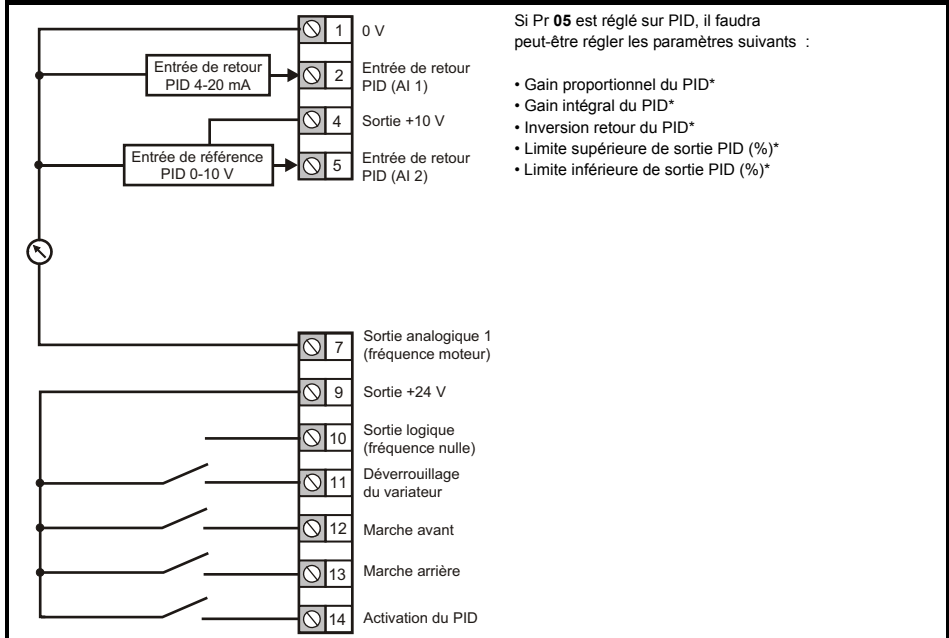 1
0 V
Entrée de retour
PID 4-20 mA
2
Entrée de retour
PID (AI 1)
4
Sortie +10 V
Entrée de référence
PID 0-10 V
5
Entrée de retour
PID (AI 2)
7
Sortie analogique 1
(fréquence moteur)
9
Sortie +24 V
10
Sortie logique
(fréquence nulle)
11
Déverrouillage
du variateur
12
Marche avant
13
Marche arrière
14
Activation du PID
Si Pr 05 est réglé sur PID, il faudra
peut-être régler les paramètres suivants :
• Gain proportionnel du PID*
• Gain intégral du PID*
• Inversion retour du PID*
• Limite supérieure de sortie PID (%)*
• Limite inférieure de sortie PID (%)*